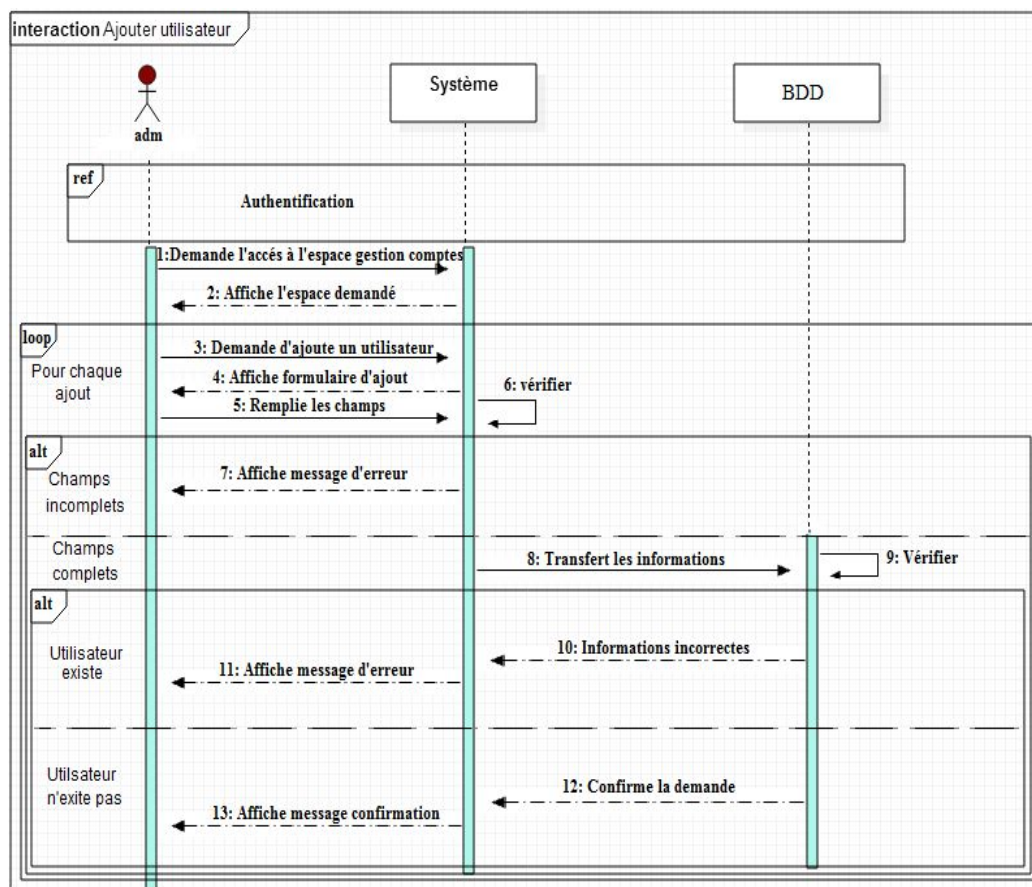 interaction Ajouter utilisateur
Système
BDD
adm
ref
Authentification
1:Demande l'accés à l'espace gestion comptes
2: Affiche l'espace demandé
loop
Pour chaque
ajout
3: Demande d'ajoute un utilisateur
4: Affiche formulaire d'ajout
6: vérifier
5: Remplie les champs
alt
Champs
incomplets
7: Affiche message d'erreur
Champs
complets
8: Transfert les informations
9: Vérifier
alt
Utilisateur
existe
10: Informations incorrectes
11: Affiche message d'erreur
Utilsateur
n'exite pas
12: Confirme la demande
13: Affiche message confirmation